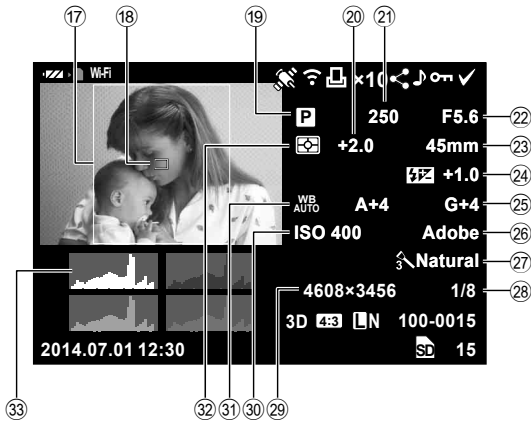 ⑰ ⑱ ⑲ ⑳ ㉑
Wi-Fi ×10
P 250 F5.6 ㉒
+2.0 45mm ㉓
+1.0 ㉔
WB AUTO A+4 G+4 ㉕
ISO 400 Adobe ㉖
3 Natural ㉗
4608×3456 1/8 ㉘
3D 4:3 LN 100-0015
2014.07.01 12:30 SD 15
㉝ ㉜ ㉛ ㉚ ㉙